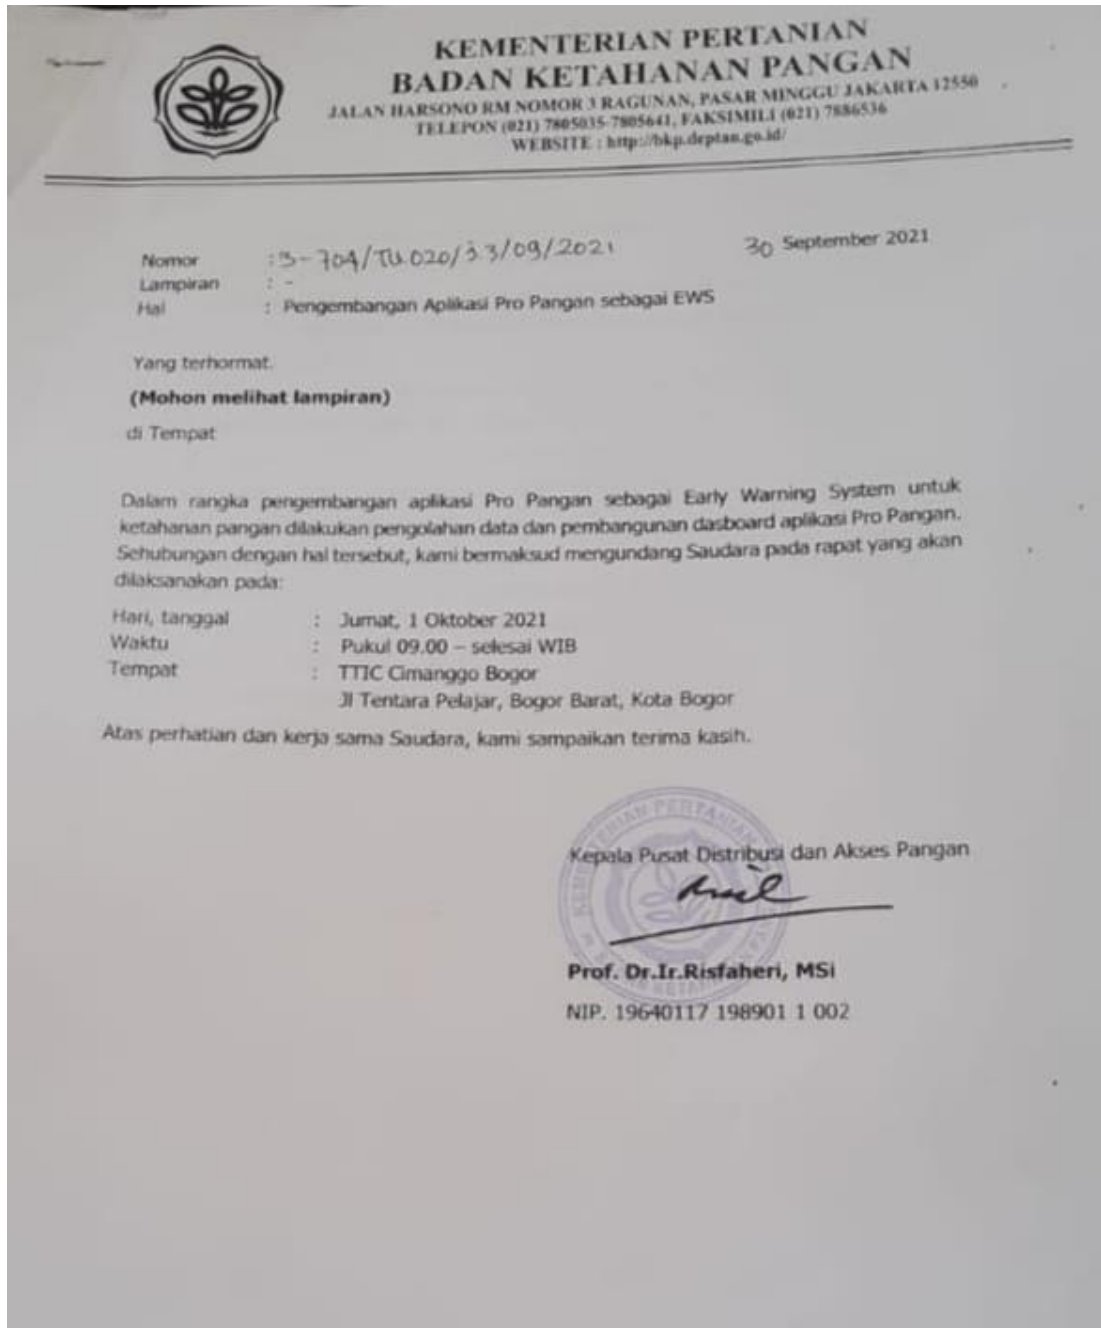 KEMENTERIAN PERTANIAN
BADAN KETAHANAN PANGAN
JALAN HARSONO RM NOMOR 3 RAGUNAN, PASAR MINGGU JAKARTA 12550
TELEPON (021) 7805035-7805641, FAKSIMILI (021) 7886536
WEBSITE : http://bkp.deptan.go.id/
Nomor : B-704/TU.020/J.3/09/2021 30 September 2021
Lampiran : -
Hal : Pengembangan Aplikasi Pro Pangan sebagai EWS
Yang terhormat.
(Mohon melihat lampiran)
di Tempat
Dalam rangka pengembangan aplikasi Pro Pangan sebagai Early Warning System untuk
ketahanan pangan dilakukan pengolahan data dan pembangunan dasboard aplikasi Pro Pangan.
Sehubungan dengan hal tersebut, kami bermaksud mengundang Saudara pada rapat yang akan
dilaksanakan pada:
Hari, tanggal : Jumat, 1 Oktober 2021
Waktu : Pukul 09.00 – selesai WIB
Tempat : TTIC Cimanggo Bogor
Jl Tentara Pelajar, Bogor Barat, Kota Bogor
Atas perhatian dan kerja sama Saudara, kami sampaikan terima kasih.
Kepala Pusat Distribusi dan Akses Pangan
Prof. Dr.Ir.Risfaheri, MSi
NIP. 19640117 198901 1 002